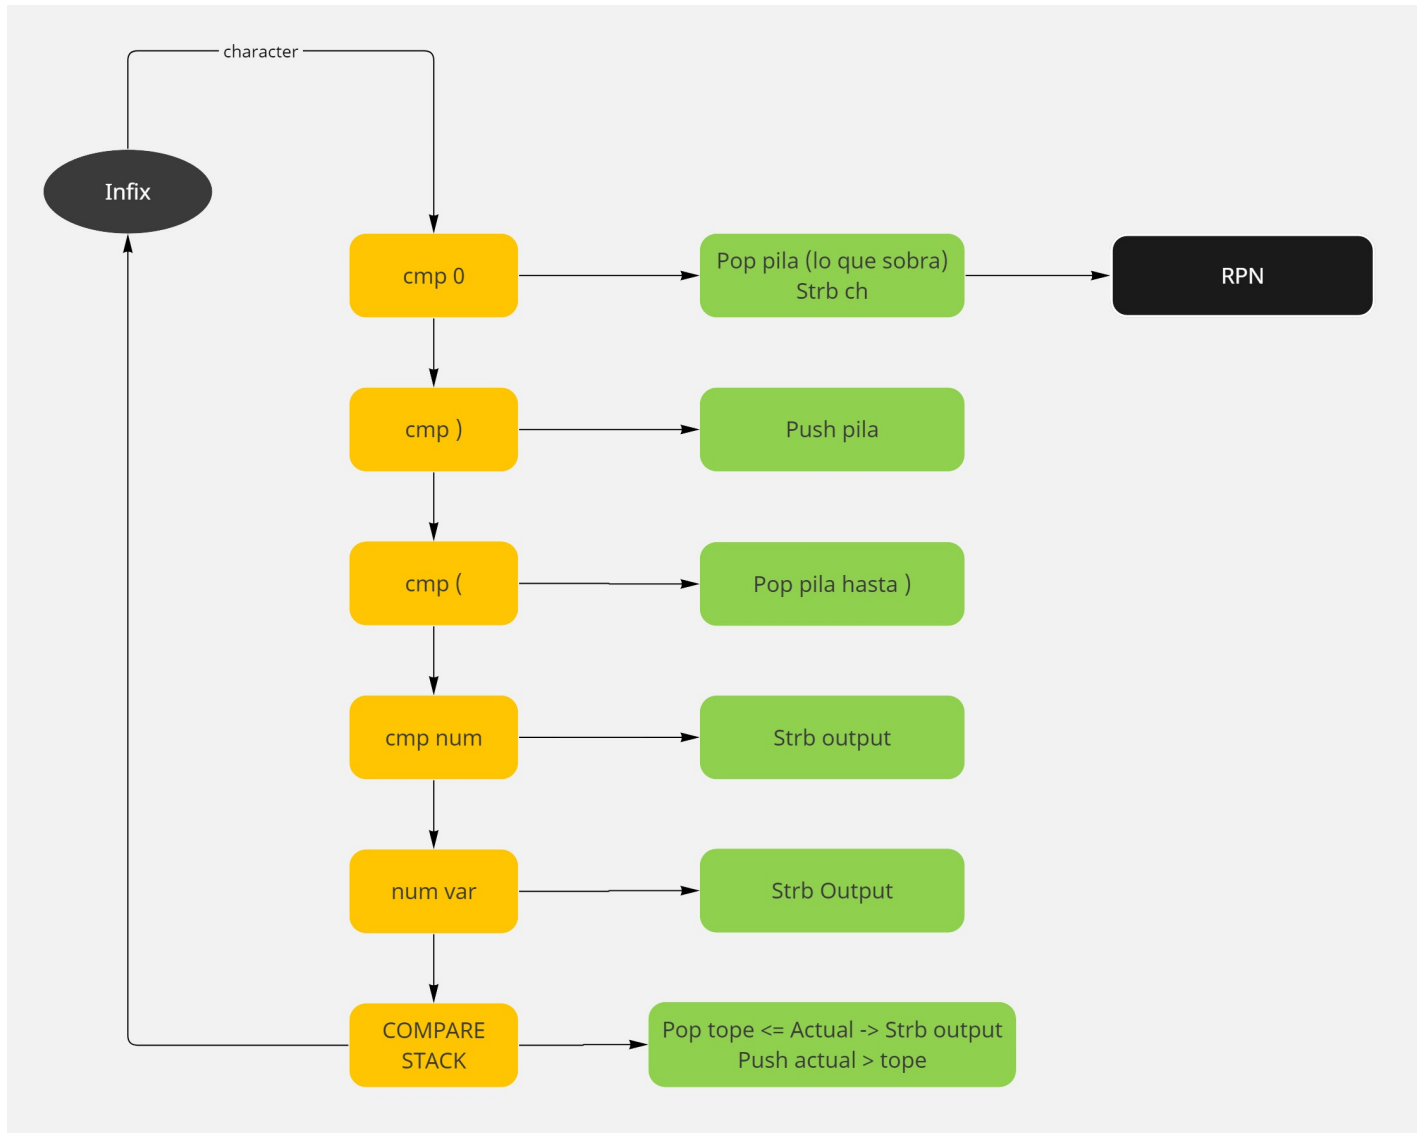 character
Infix
cmp 0
Pop pila (lo que sobra)
Strb ch
RPN
cmp )
Push pila
cmp (
Pop pila hasta )
cmp num
Strb output
num var
Strb Output
COMPARE
STACK
Pop tope <= Actual -> Strb output
Push actual > tope